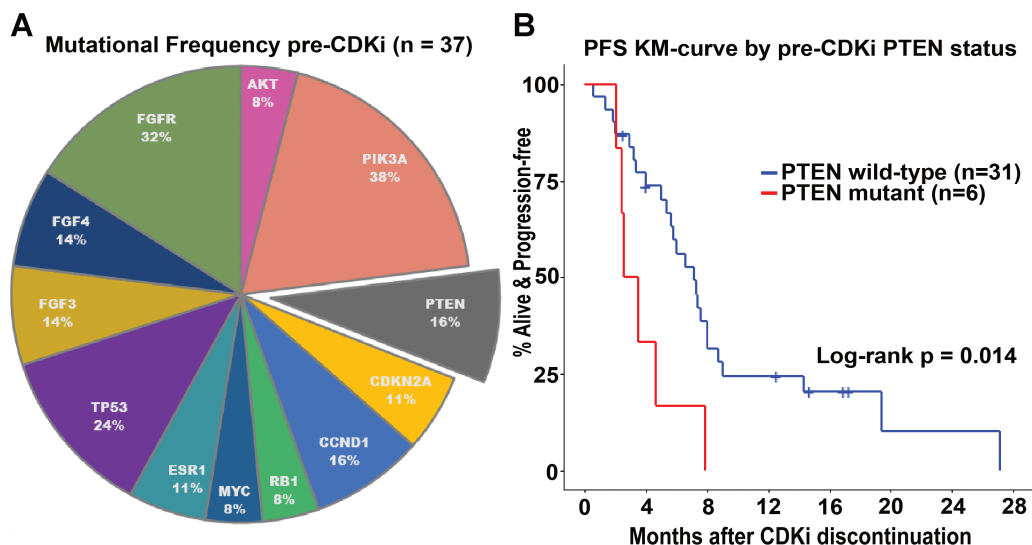 A
Mutational Frequency pre-CDKi (n = 37)
AKT
8%
PIK3A
38%
PTEN
16%
CDKN2A
11%
CCND1
16%
RB1
8%
MYC
8%
ESR1
11%
TP53
24%
FGF3
14%
FGF4
14%
FGFR
32%
B
PFS KM-curve by pre-CDKi PTEN status
% Alive & Progression-free
100
75
50
25
0
PTEN wild-type (n=31)
PTEN mutant (n=6)
Log-rank p = 0.014
0 4 8 12 16 20 24 28
Months after CDKi discontinuation